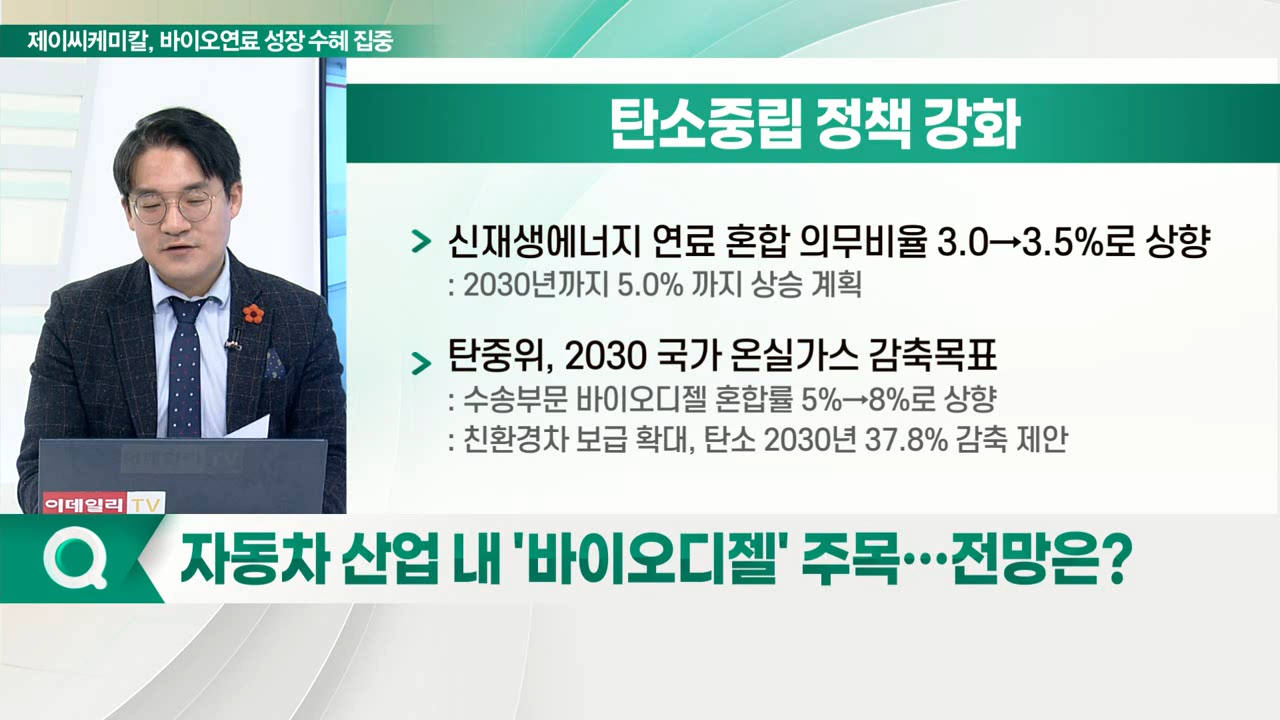 제이씨케미칼, 바이오연료 성장 수혜 집중
탄소중립 정책 강화
신재생에너지 연료 혼합 의무비율 3.0→3.5%로 상향
: 2030년까지 5.0% 까지 상승 계획
탄중위, 2030 국가 온실가스 감축목표
: 수송부문 바이오디젤 혼합률 5%→8%로 상향
: 친환경차 보급 확대, 탄소 2030년 37.8% 감축 제안
이데일리 TV
이데일리 TV
Q 자동차 산업 내 '바이오디젤' 주목…전망은?